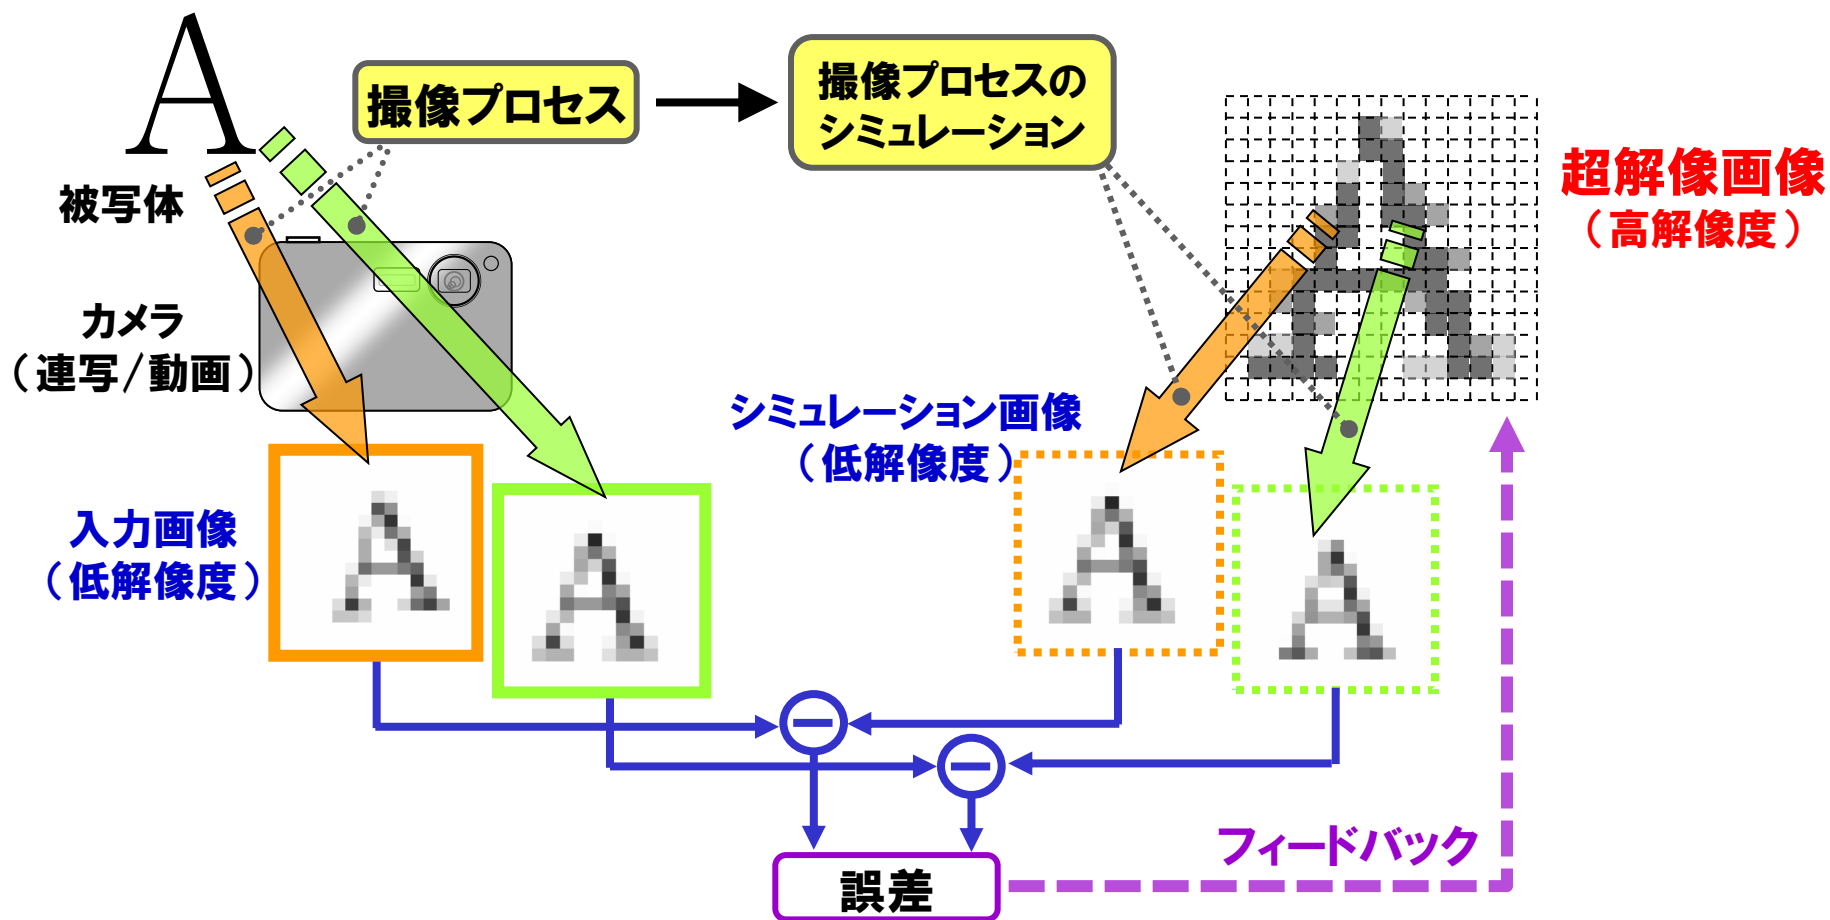 A
撮像プロセス
撮像プロセスの
シミュレーション
超解像画像
（高解像度）
被写体
カメラ
（連写/動画）
シミュレーション画像
（低解像度）
入力画像
（低解像度）
フィードバック
誤差